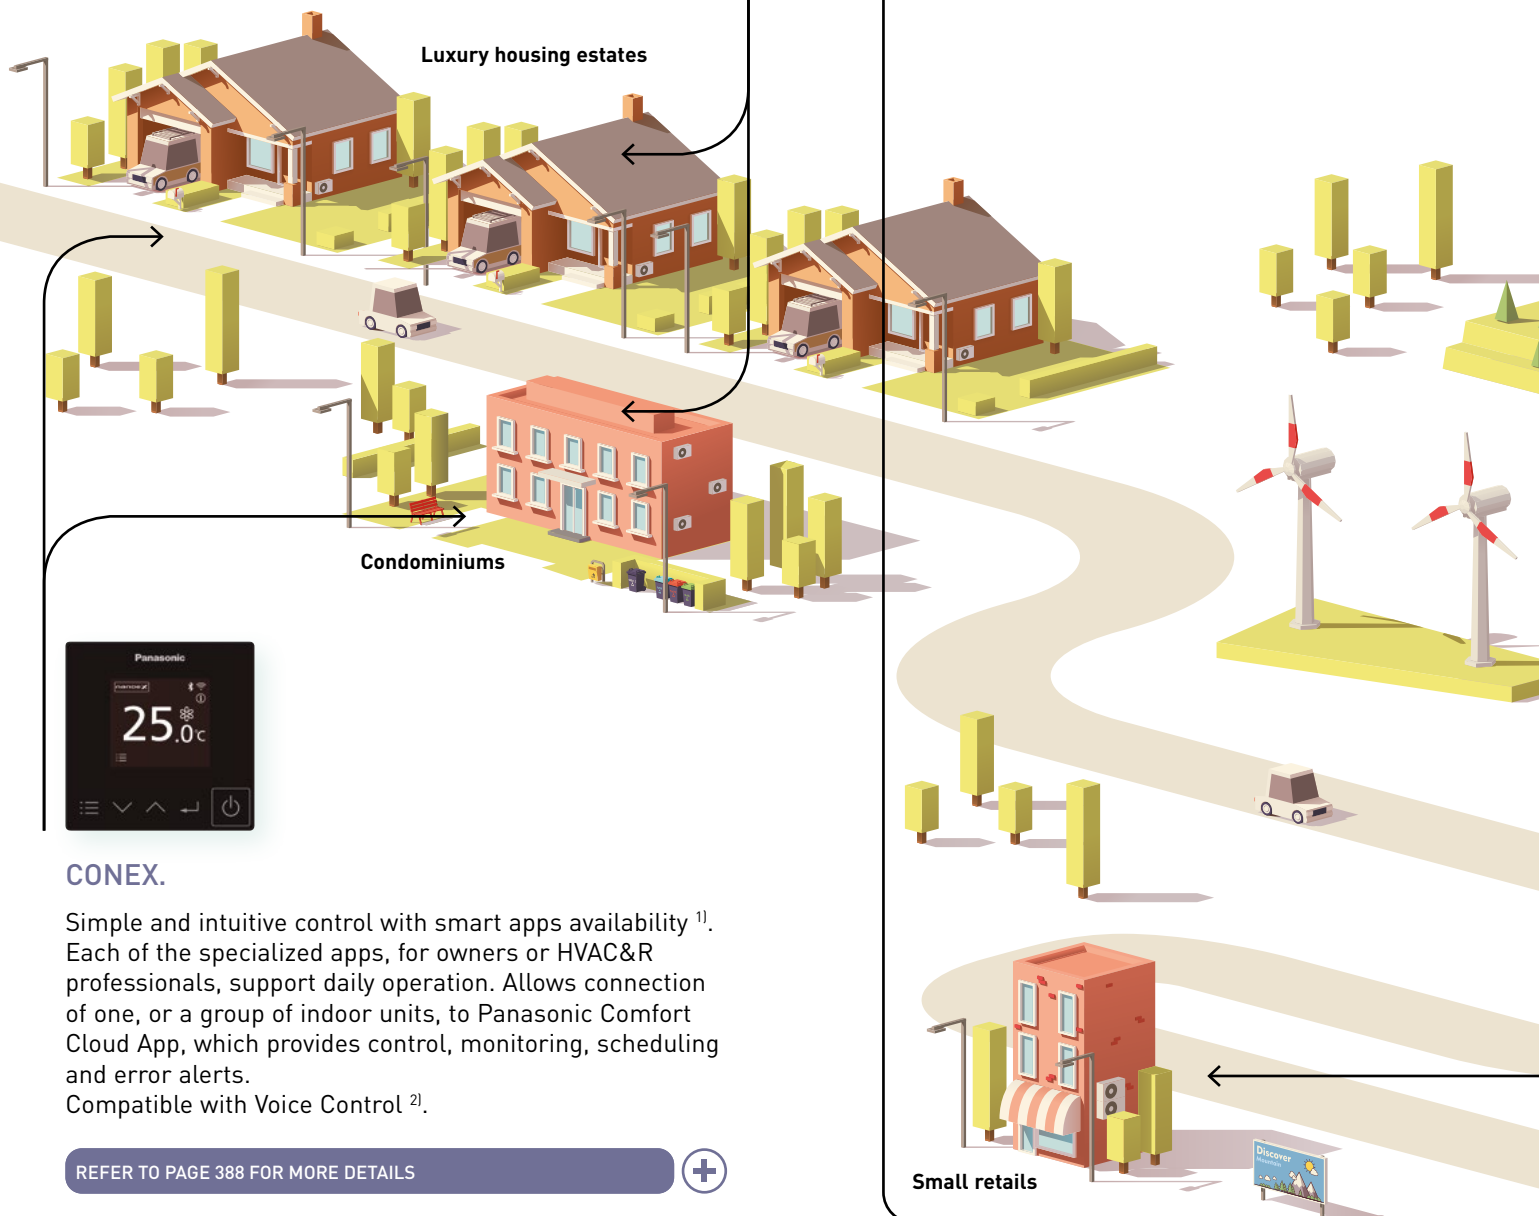 Luxury housing estates
Condominiums
Panasonic
nanoe X
25.0°C
CONEX.
Simple and intuitive control with smart apps availability 1).
Each of the specialized apps, for owners or HVAC&R
professionals, support daily operation. Allows connection
of one, or a group of indoor units, to Panasonic Comfort
Cloud App, which provides control, monitoring, scheduling
and error alerts.
Compatible with Voice Control 2).
REFER TO PAGE 388 FOR MORE DETAILS
Small retails
Discover
Mountain